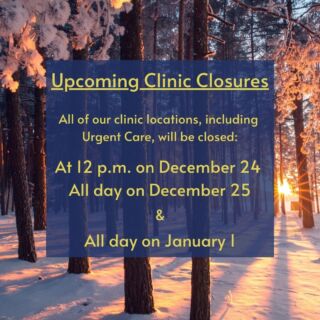 Upcoming Clinic Closures
All of our clinic locations, including
Urgent Care, will be closed:
At 12 p.m. on December 24
All day on December 25
&
All day on January 1